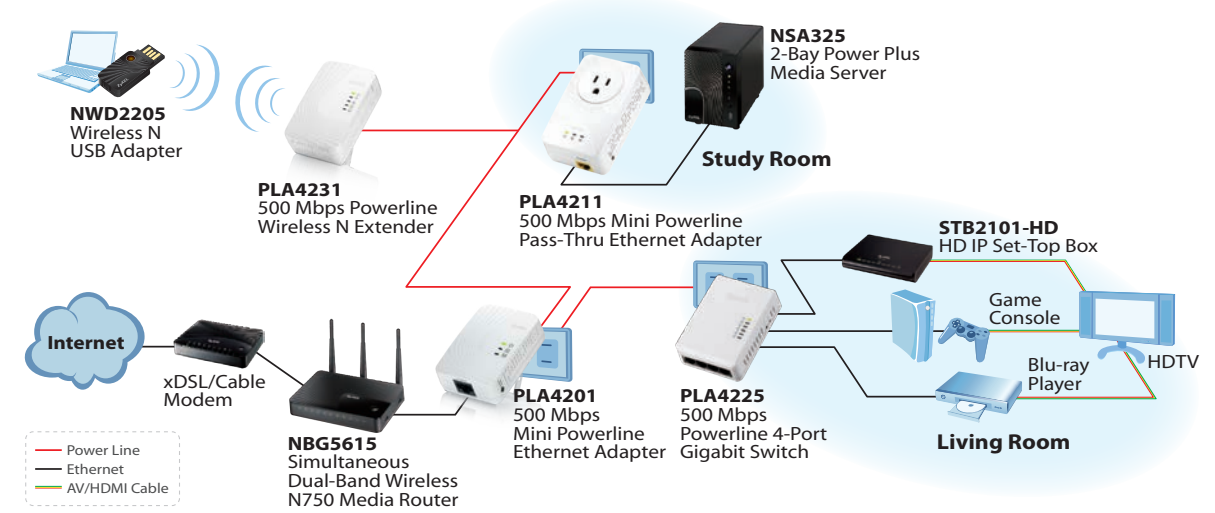 NWD2205
Wireless N
USB Adapter
PLA4231
500 Mbps Powerline
Wireless N Extender
PLA4211
500 Mbps Mini Powerline
Pass-Thru Ethernet Adapter
NSA325
2-Bay Power Plus
Media Server
Study Room
Internet
xDSL/Cable
Modem
NBG5615
Simultaneous
Dual-Band Wireless
N750 Media Router
PLA4201
500 Mbps
Mini Powerline
Ethernet Adapter
PLA4225
500 Mbps
Powerline 4-Port
Gigabit Switch
STB2101-HD
HD IP Set-Top Box
Game
Console
HDTV
Blu-ray
Player
Living Room
Power Line
Ethernet
AV/HDMI Cable